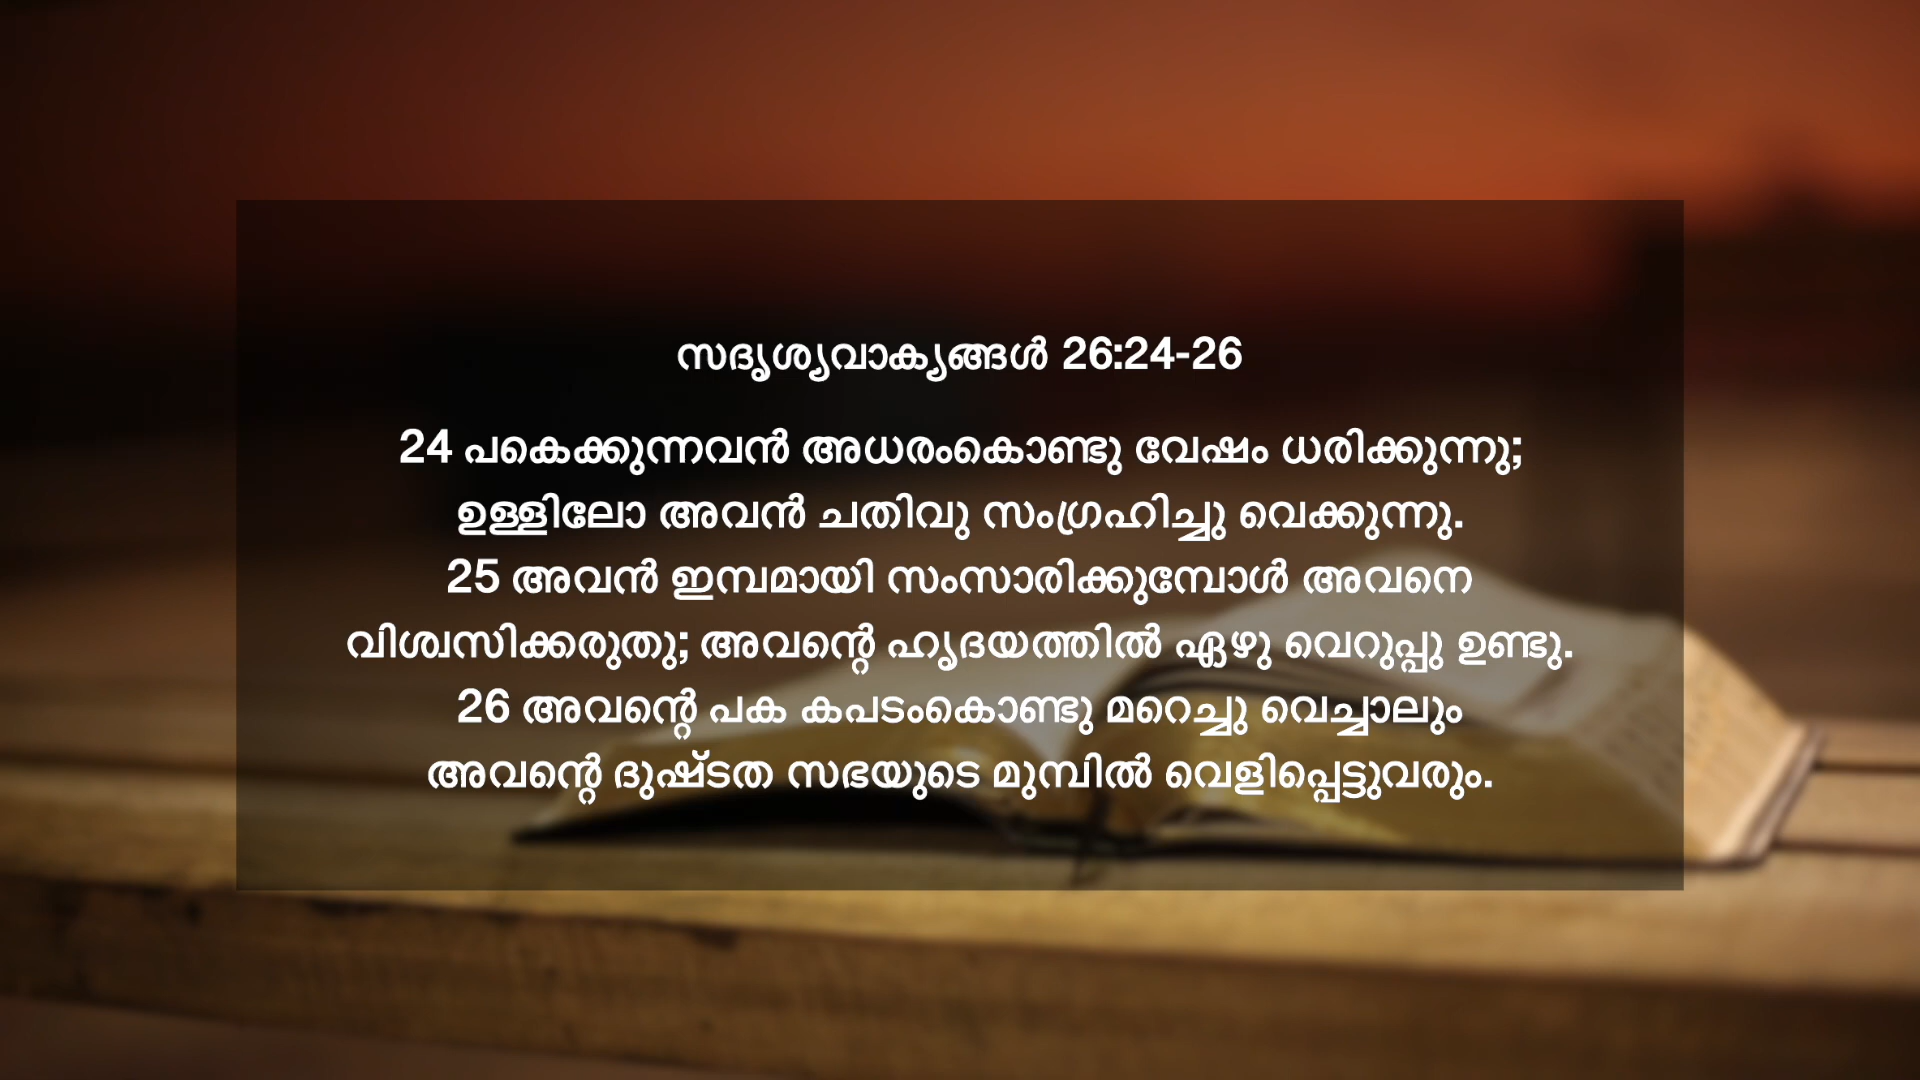 സദൃശ്യവാക്യങ്ങൾ 26:24-26
24 പകെക്കുന്നവൻ അധരംകൊണ്ടു വേഷം ധരിക്കുന്നു;
ഉള്ളിലോ അവൻ ചതിവു സംഗ്രഹിച്ചു വെക്കുന്നു.
25 അവൻ ഇമ്പമായി സംസാരിക്കുമ്പോൾ അവനെ
വിശ്വസിക്കരുതു; അവന്റെ ഹൃദയത്തിൽ ഏഴു വെറുപ്പു ഉണ്ടു.
26 അവന്റെ പക കപടംകൊണ്ടു മറെച്ചു വെച്ചാലും
അവന്റെ ദുഷ്ടത സഭയുടെ മുമ്പിൽ വെളിപ്പെട്ടുവരും.